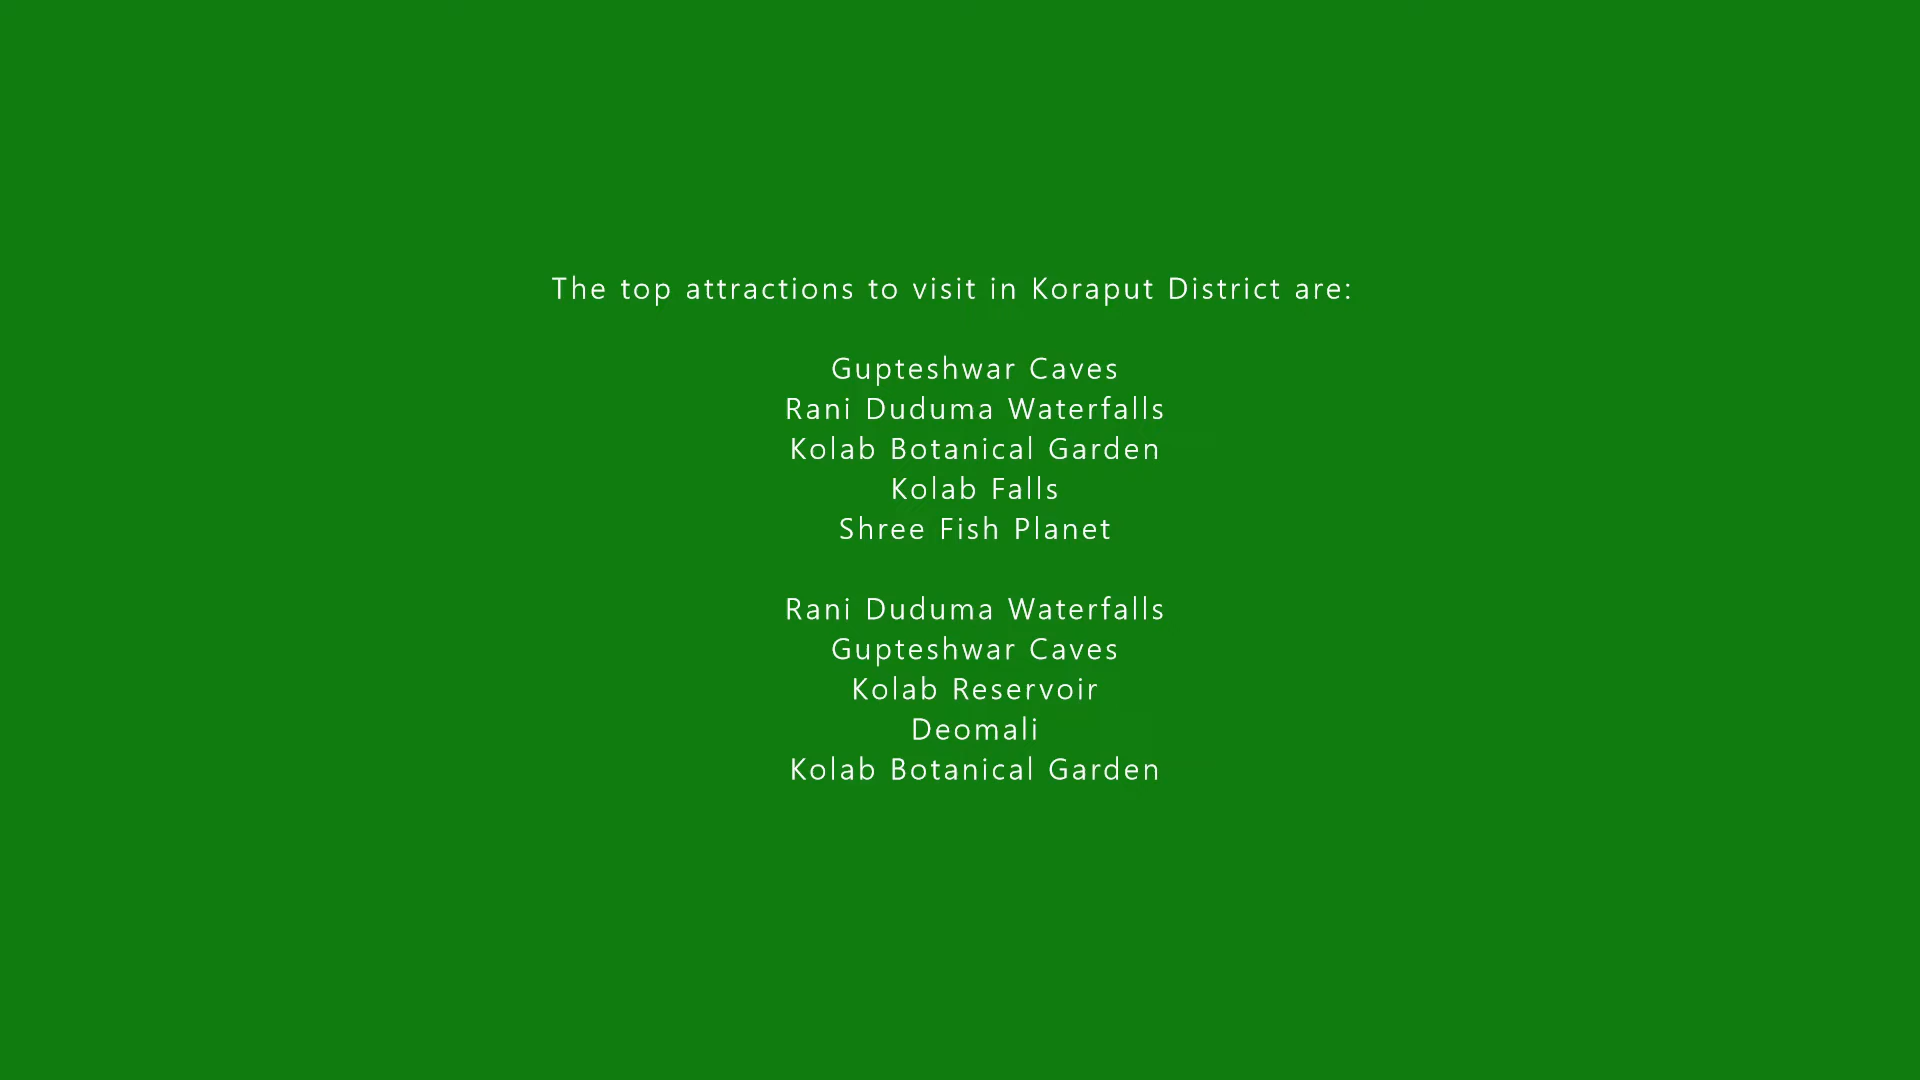 The top attractions to visit in Koraput District are:
Gupteshwar Caves
Rani Duduma Waterfalls
Kolab Botanical Garden
Kolab Falls
Shree Fish Planet
Rani Duduma Waterfalls
Gupteshwar Caves
Kolab Reservoir
Deomali
Kolab Botanical Garden